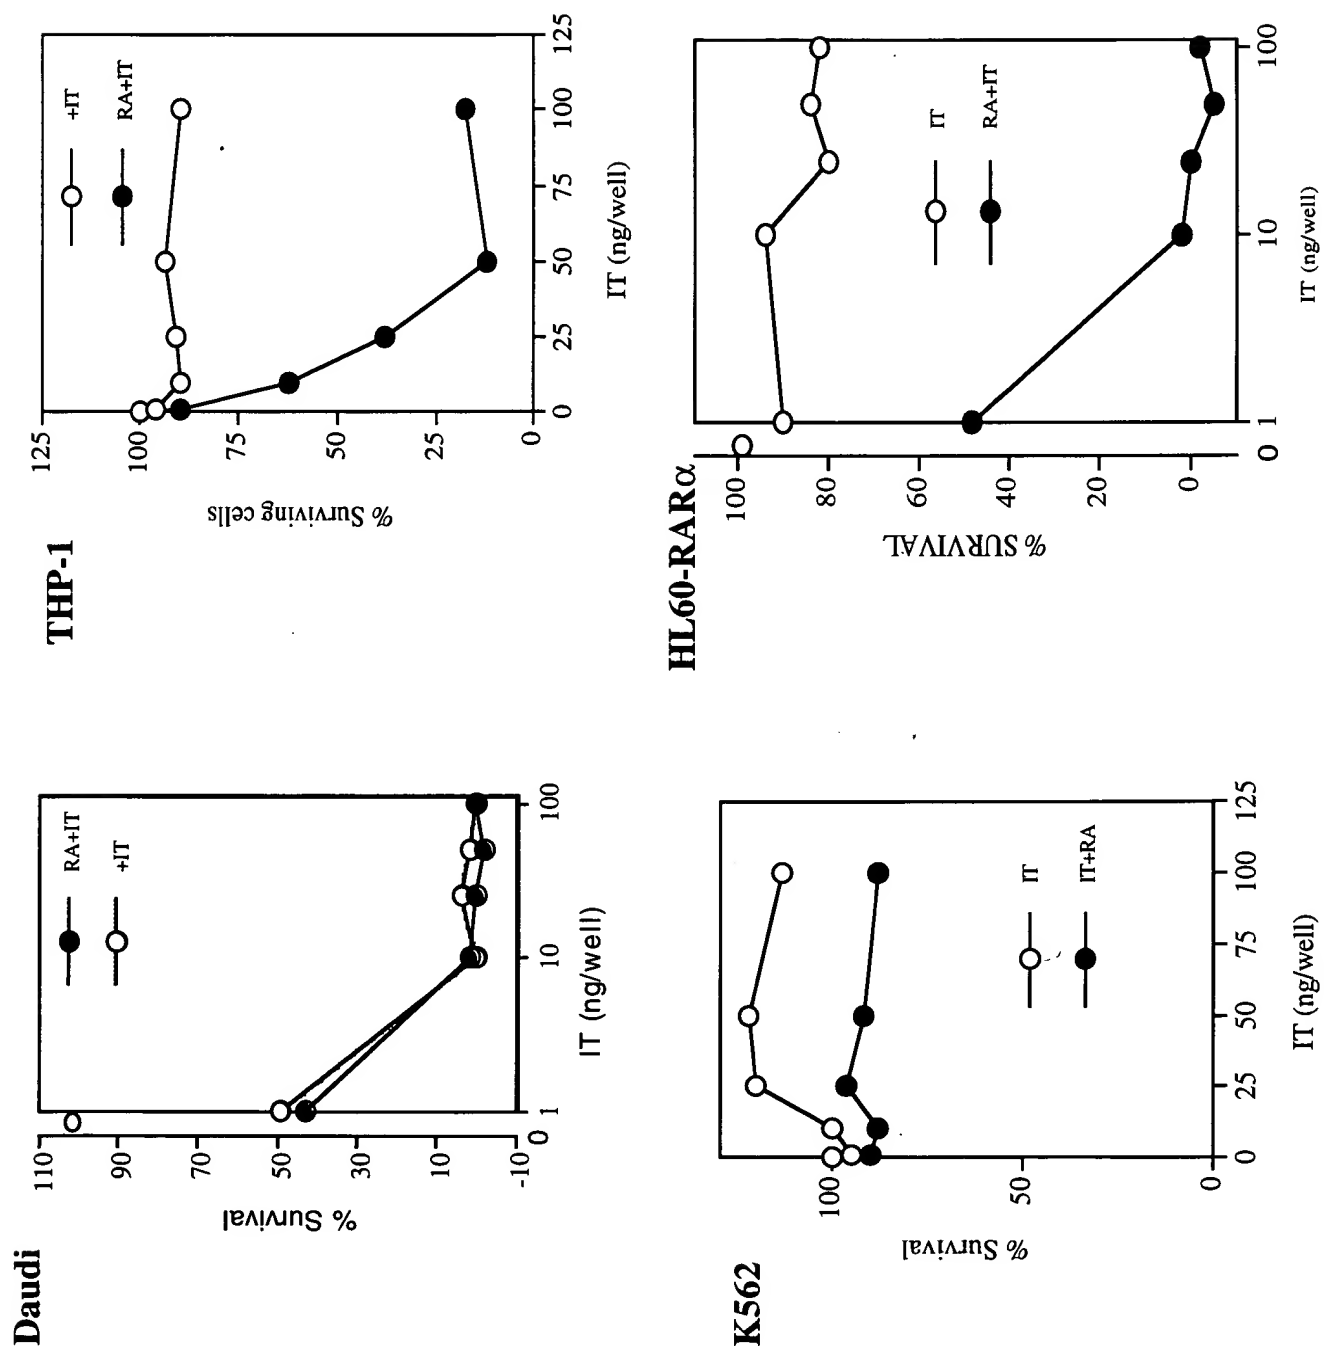 Daudi
% Survival
110
90
70
50
30
10
-10
RA+IT
+IT
0 1 10 100
IT (ng/well)
THP-1
% Surviving cells
125
100
75
50
25
0
+IT
RA+IT
0 25 50 75 100 125
IT (ng/well)
K562
% Survival
100
50
0
IT
IT+RA
0 25 50 75 100 125
IT (ng/well)
HL60-RARα
% SURVIVAL
100
80
60
40
20
0
IT
RA+IT
0 1 10 100
IT (ng/well)